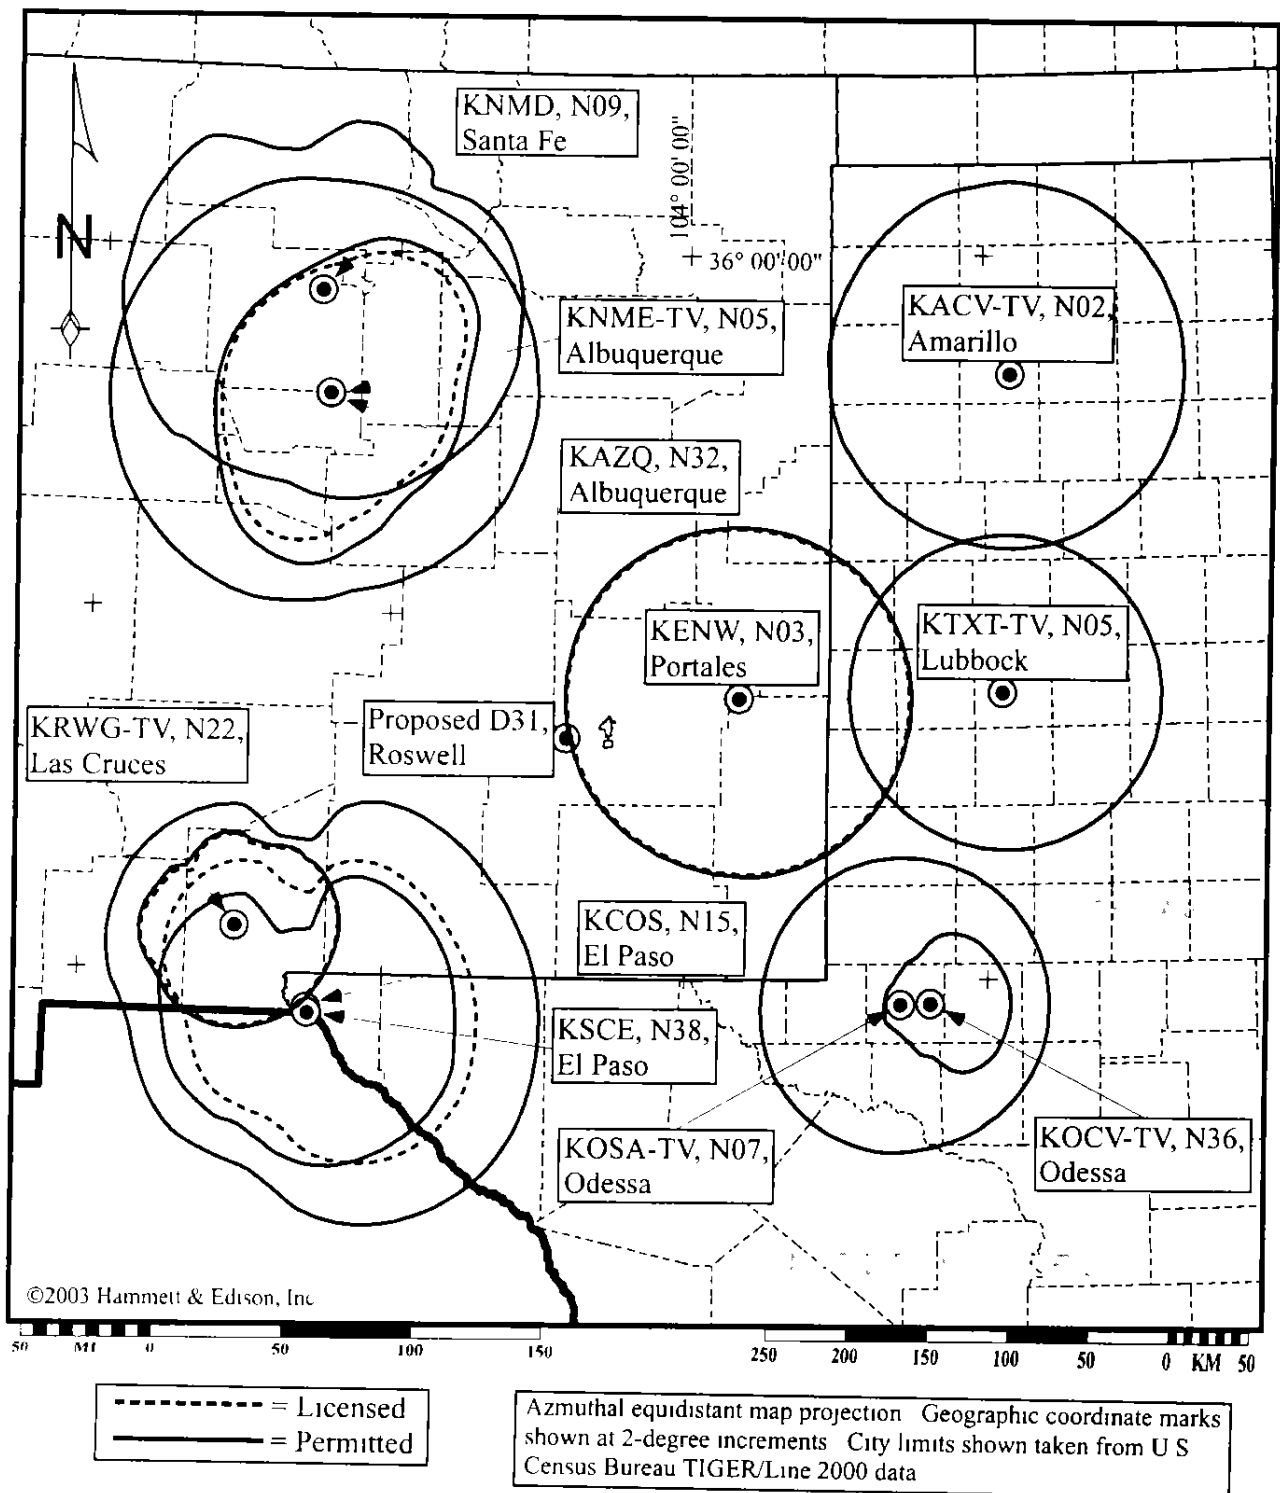 KNMD, N09,
Santa Fe
104° 00' 00"
N
36° 00' 00"
KNME-TV, N05,
Albuquerque
KACV-TV, N02,
Amarillo
KAZQ, N32,
Albuquerque
KENW, N03,
Portales
KTXT-TV, N05,
Lubbock
KRWG-TV, N22,
Las Cruces
Proposed D31,
Roswell
KCOS, N15,
El Paso
KSCE, N38,
El Paso
KOSA-TV, N07,
Odessa
KOCV-TV, N36,
Odessa
©2003 Hammett & Edison, Inc
50 MI 0 50 100 150 250 200 150 100 50 0 KM 50
= Licensed
= Permitted
Azmuthal equidistant map projection Geographic coordinate marks
shown at 2-degree increments City limits shown taken from U S
Census Bureau TIGER/Line 2000 data